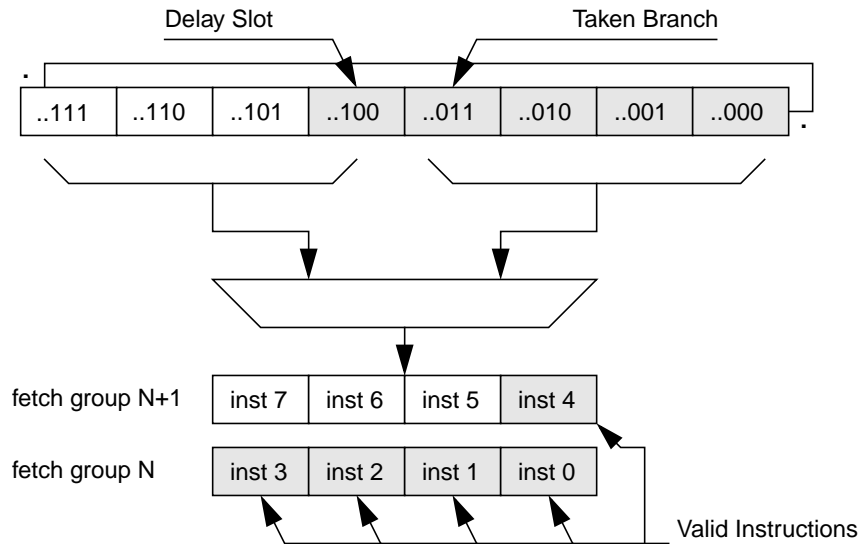 Delay Slot
Taken Branch
..111 ..110 ..101 ..100 ..011 ..010 ..001 ..000
fetch group N+1 inst 7 inst 6 inst 5 inst 4
fetch group N inst 3 inst 2 inst 1 inst 0
Valid Instructions